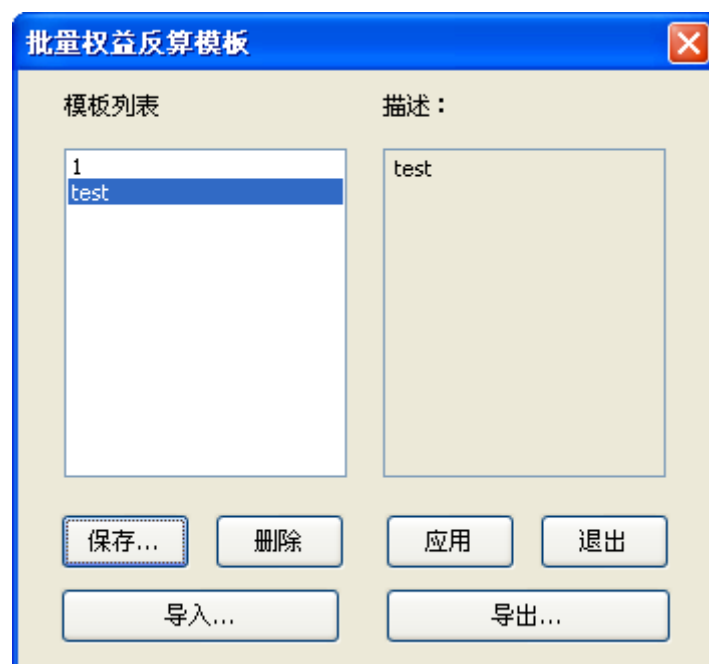 批量权益反算模板
模板列表
描述：
1
test
test
保存...
删除
应用
退出
导入...
导出...